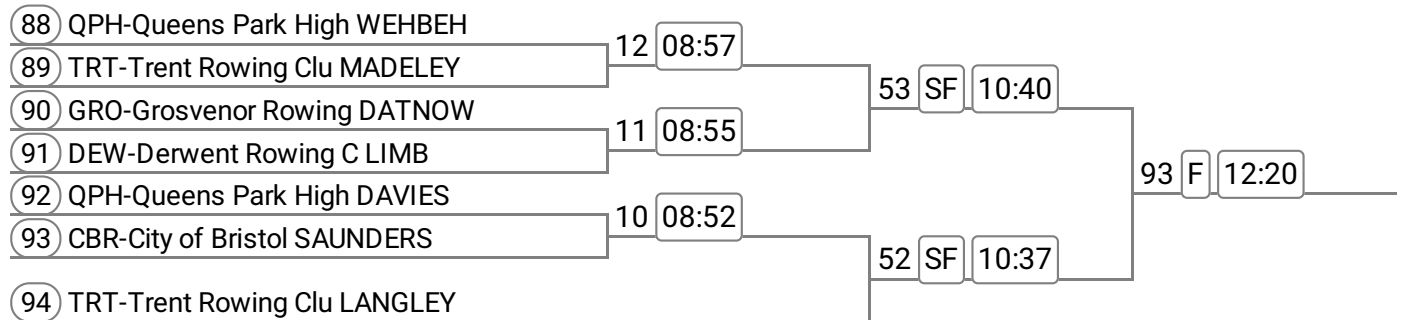 88 QPH-Queens Park High WEHBEH
12 08:57
89 TRT-Trent Rowing Clu MADELEY
53 SF 10:40
90 GRO-Grosvenor Rowing DATNOW
11 08:55
91 DEW-Derwent Rowing C LIMB
93 F 12:20
92 QPH-Queens Park High DAVIES
10 08:52
93 CBR-City of Bristol SAUNDERS
52 SF 10:37
94 TRT-Trent Rowing Clu LANGLEY